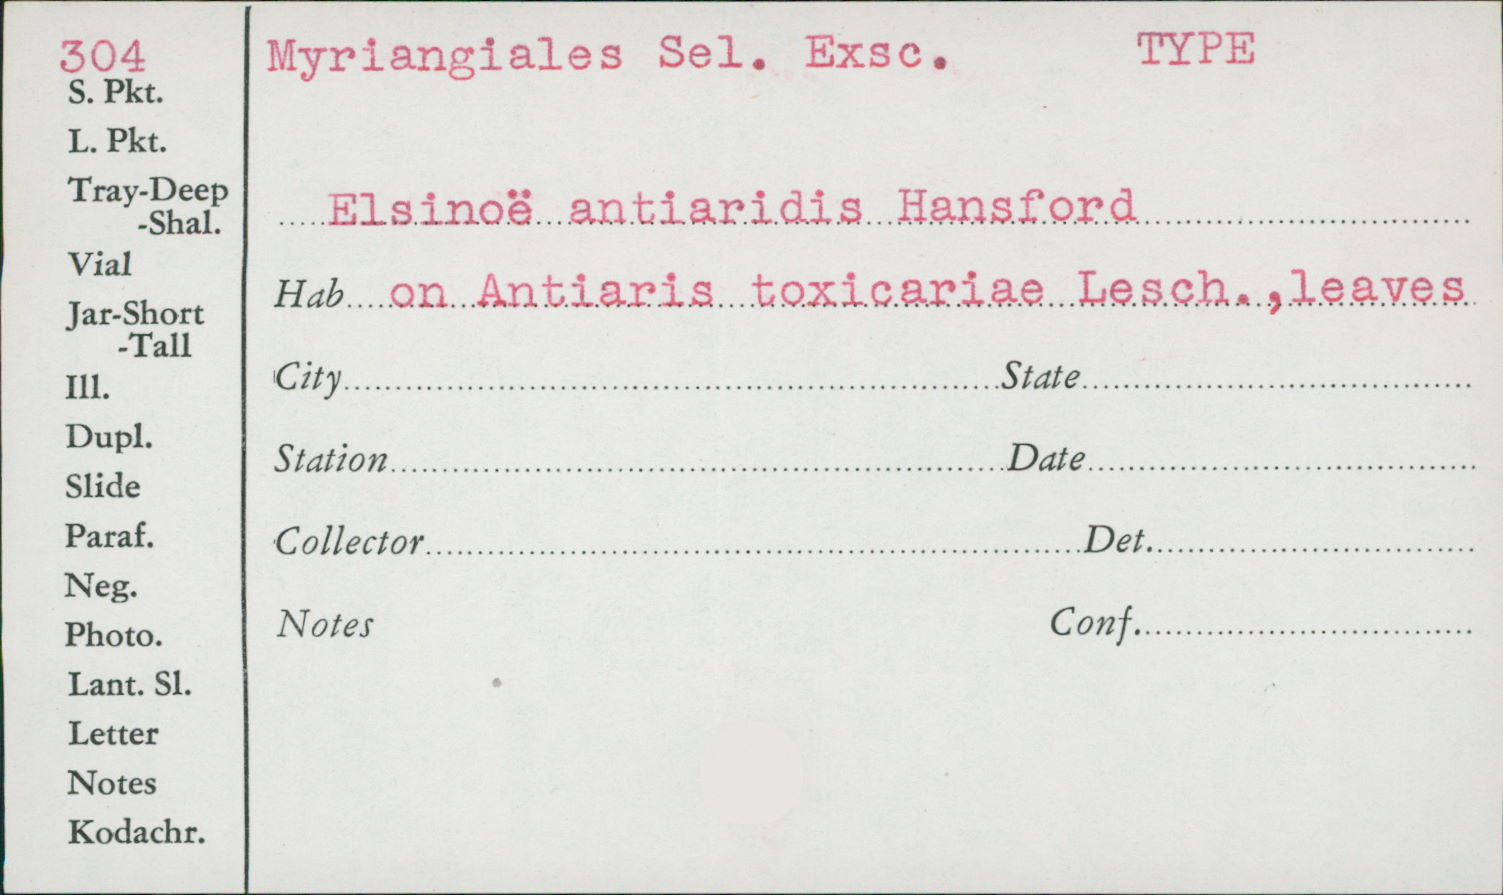 304
S. Pkt.
L. Pkt.
Tray-Deep
-Shal.
Vial
Jar-Short
-Tall
Ill.
Dupl.
Slide
Paraf.
Neg.
Photo.
Lant. Sl.
Letter
Notes
Kodachr.
Myriangiales Sel. Exsc. TYPE
Elsinoë antiaridis Hansford
Hab on Antiaris toxicariae Lesch.,leaves
City State
Station Date
Collector Det.
Notes Conf.